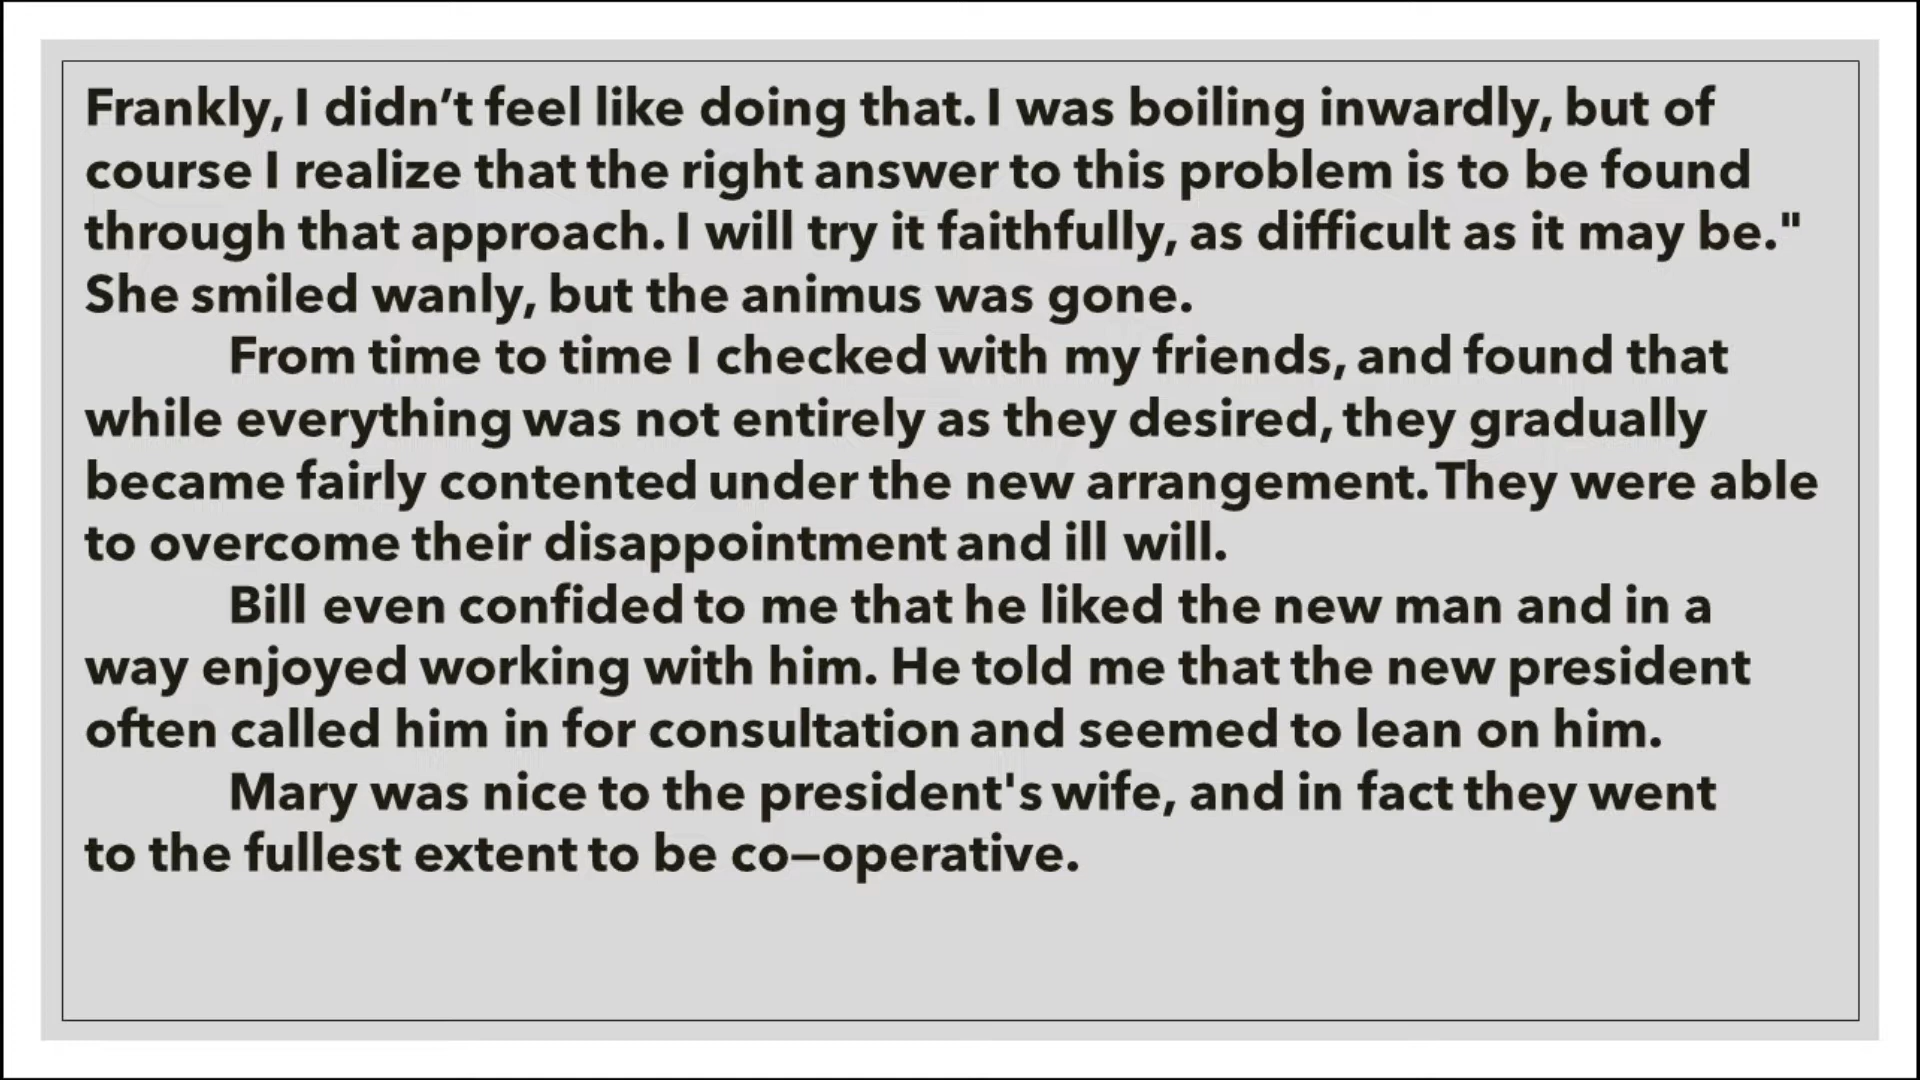 Frankly, I didn’t feel like doing that. I was boiling inwardly, but of
course I realize that the right answer to this problem is to be found
through that approach. I will try it faithfully, as difficult as it may be."
She smiled wanly, but the animus was gone.
From time to time I checked with my friends, and found that
while everything was not entirely as they desired, they gradually
became fairly contented under the new arrangement. They were able
to overcome their disappointment and ill will.
Bill even confided to me that he liked the new man and in a
way enjoyed working with him. He told me that the new president
often called him in for consultation and seemed to lean on him.
Mary was nice to the president's wife, and in fact they went
to the fullest extent to be co–operative.